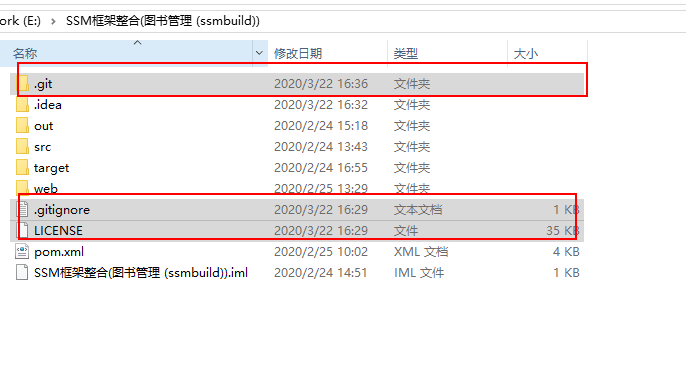 ork (E:) > SSM框架整合(图书管理 (ssmbuild))
名称 修改日期 类型 大小
.git 2020/3/22 16:36 文件夹
.idea 2020/3/22 16:32 文件夹
out 2020/2/24 15:18 文件夹
src 2020/2/24 13:43 文件夹
target 2020/2/24 16:55 文件夹
web 2020/2/25 13:29 文件夹
.gitignore 2020/3/22 16:29 文本文档 1 KB
LICENSE 2020/3/22 16:29 文件 35 KB
pom.xml 2020/2/25 10:02 XML 文档 4 KB
SSM框架整合(图书管理 (ssmbuild)).iml 2020/2/24 14:51 IML 文件 1 KB